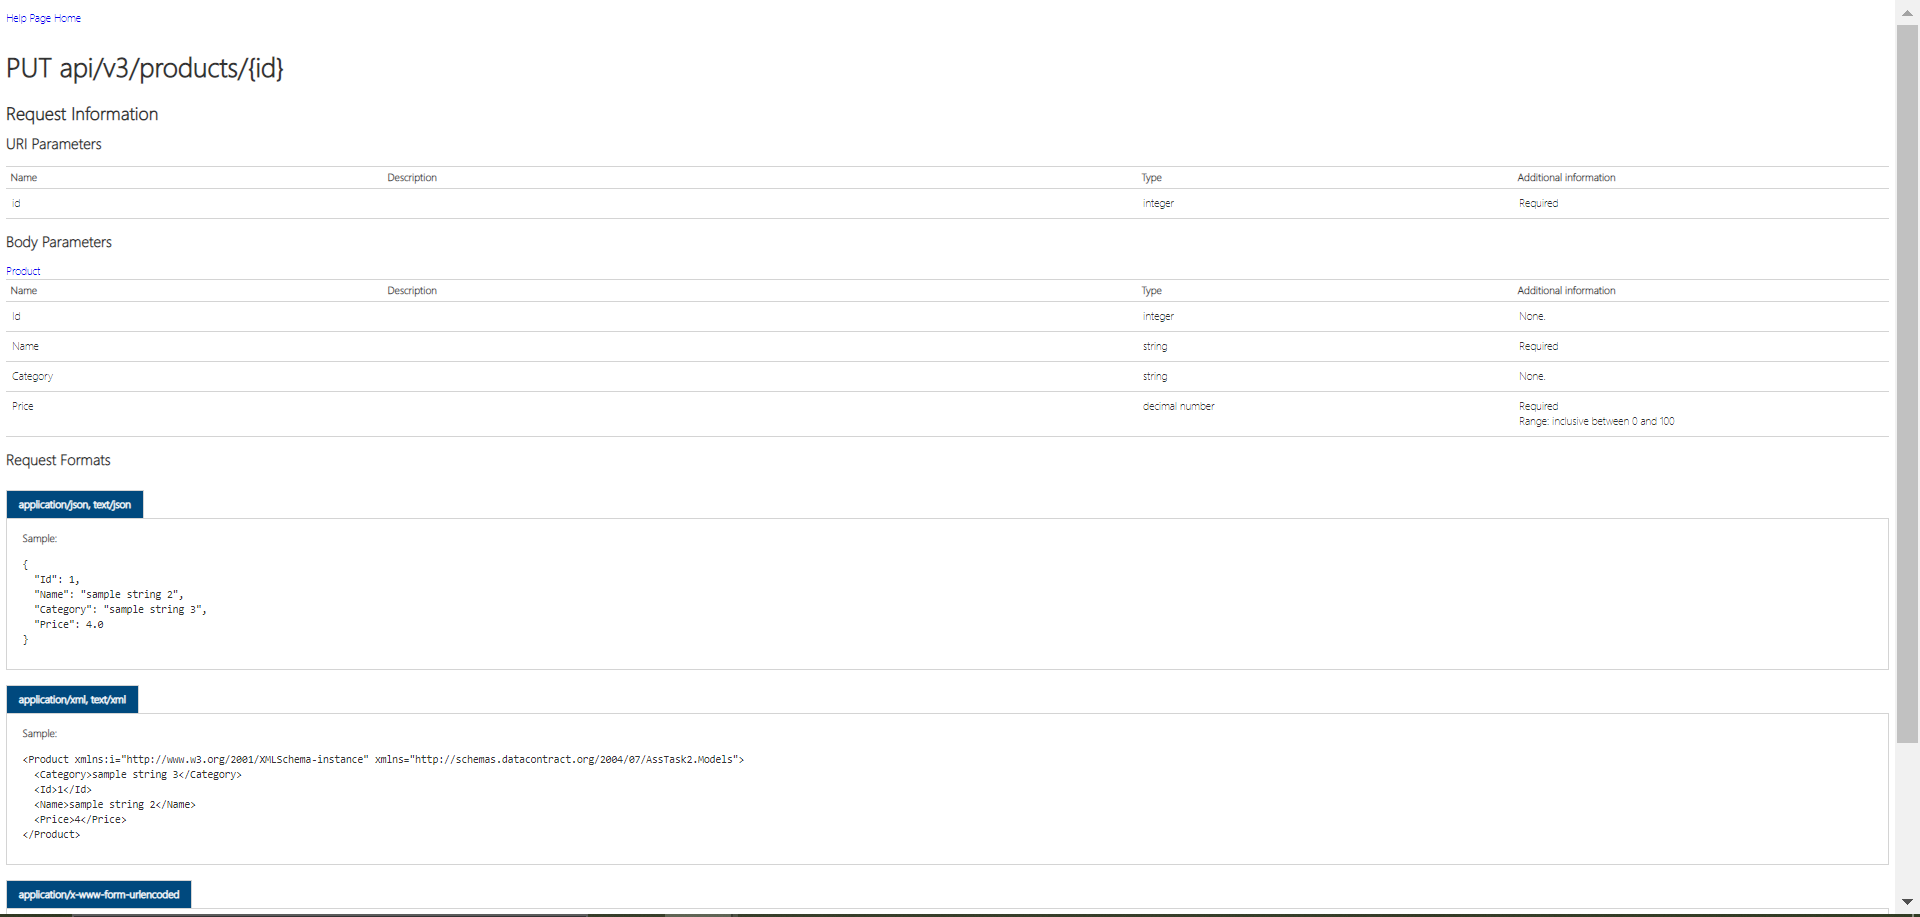 Help Page Home
PUT api/v3/products/{id}
Request Information
URI Parameters
Name Description Type Additional information
id integer Required
Body Parameters
Product
Name Description Type Additional information
Id integer None.
Name string Required
Category string None.
Price decimal number Required
Range: inclusive between 0 and 100
Request Formats
application/json, text/json
Sample:
{
  "Id": 1,
  "Name": "sample string 2",
  "Category": "sample string 3",
  "Price": 4.0
}
application/xml, text/xml
Sample:
<Product xmlns:i="http://www.w3.org/2001/XMLSchema-instance" xmlns="http://schemas.datacontract.org/2004/07/AssTask2.Models">
  <Category>sample string 3</Category>
  <Id>1</Id>
  <Name>sample string 2</Name>
  <Price>4</Price>
</Product>
application/x-www-form-urlencoded